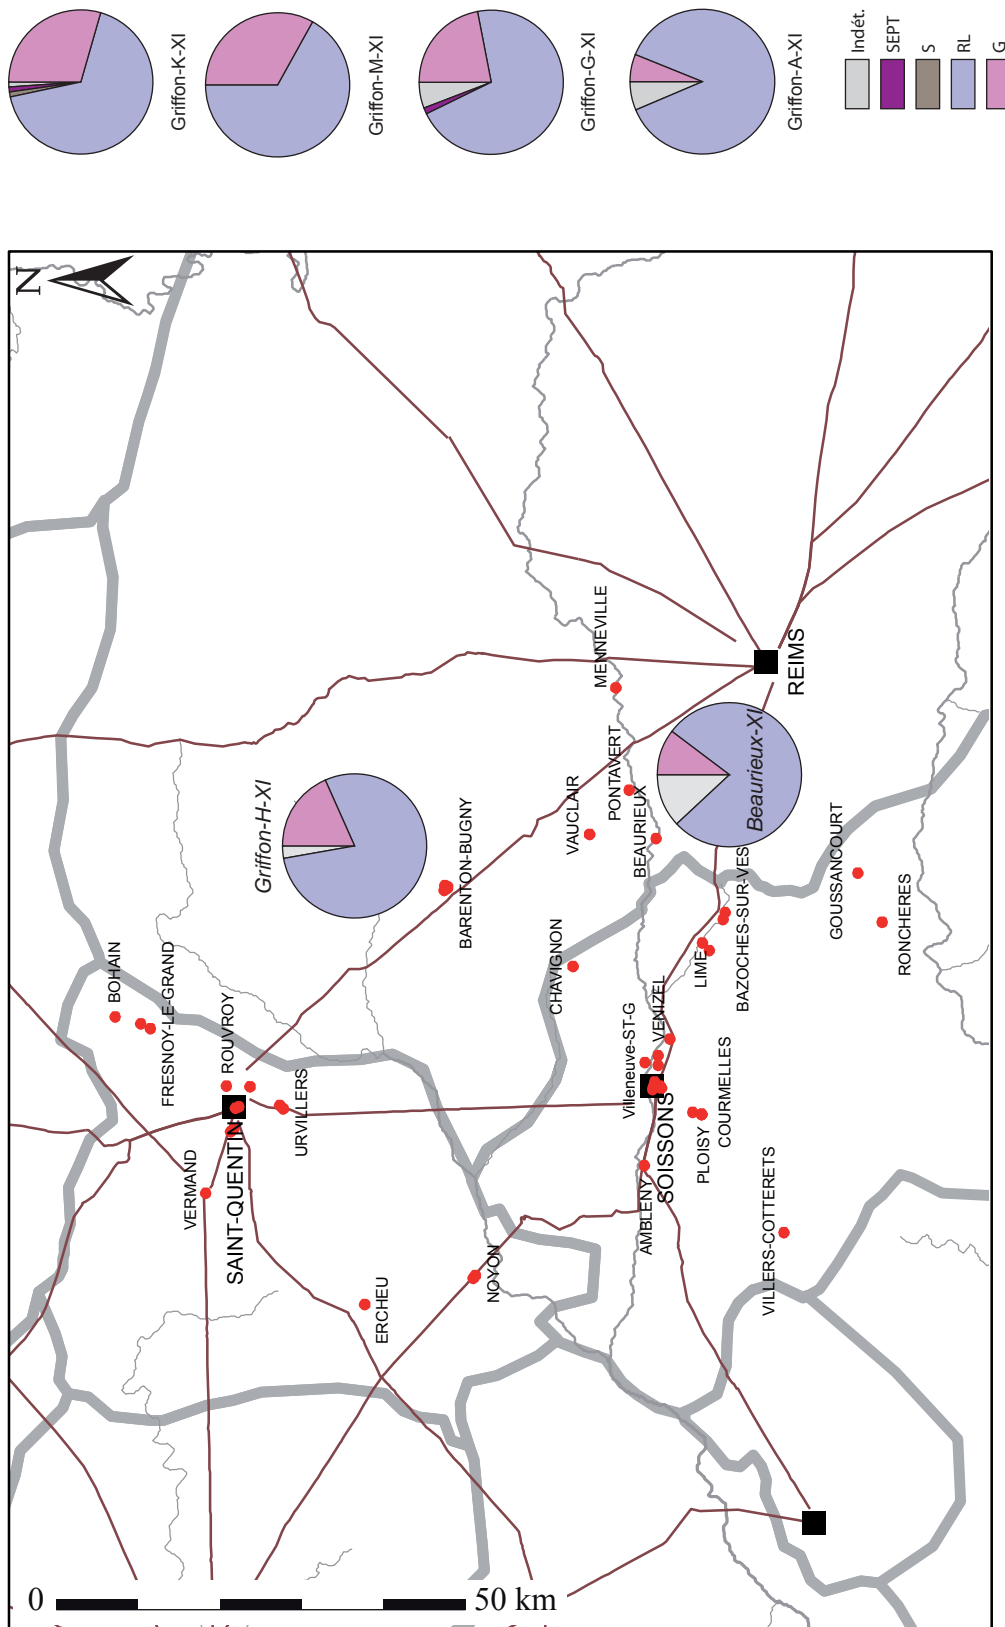 N
0
50 km
BOHAIN
FRESNOY-LE-GRAND
VERMAND
ROUVROY
SAINT-QUENTIN
URVILLERS
ERCHEU
NOYON
Griffon-H-XI
BARENTON-BUGNY
CHAVIGNON
VAUCLAIR
PONTAVERT
MENNEVILLE
BEAURIEUX
Beaurieux-XI
REIMS
Villeneuve-ST-G
VENIZEL
AMBLENY
SOISSONS
PLOISY
COURMELLES
LIME
BAZOCHES-SUR-VES
VILLERS-COTTERETS
GOUSSANCOURT
RONCHERES
Griffon-K-XI
Griffon-M-XI
Griffon-G-XI
Griffon-A-XI
Indét.
SEPT
S
RL
G